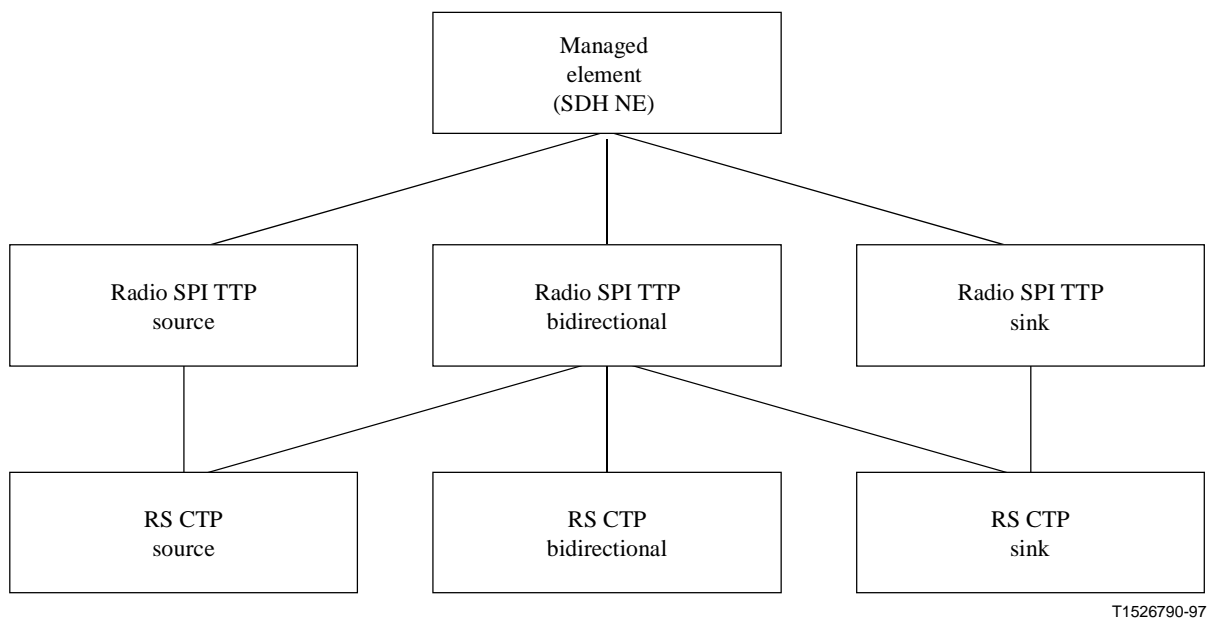 Managed
element
(SDH NE)
Radio SPI TTP
source
Radio SPI TTP
bidirectional
Radio SPI TTP
sink
RS CTP
source
RS CTP
bidirectional
RS CTP
sink
T1526790-97